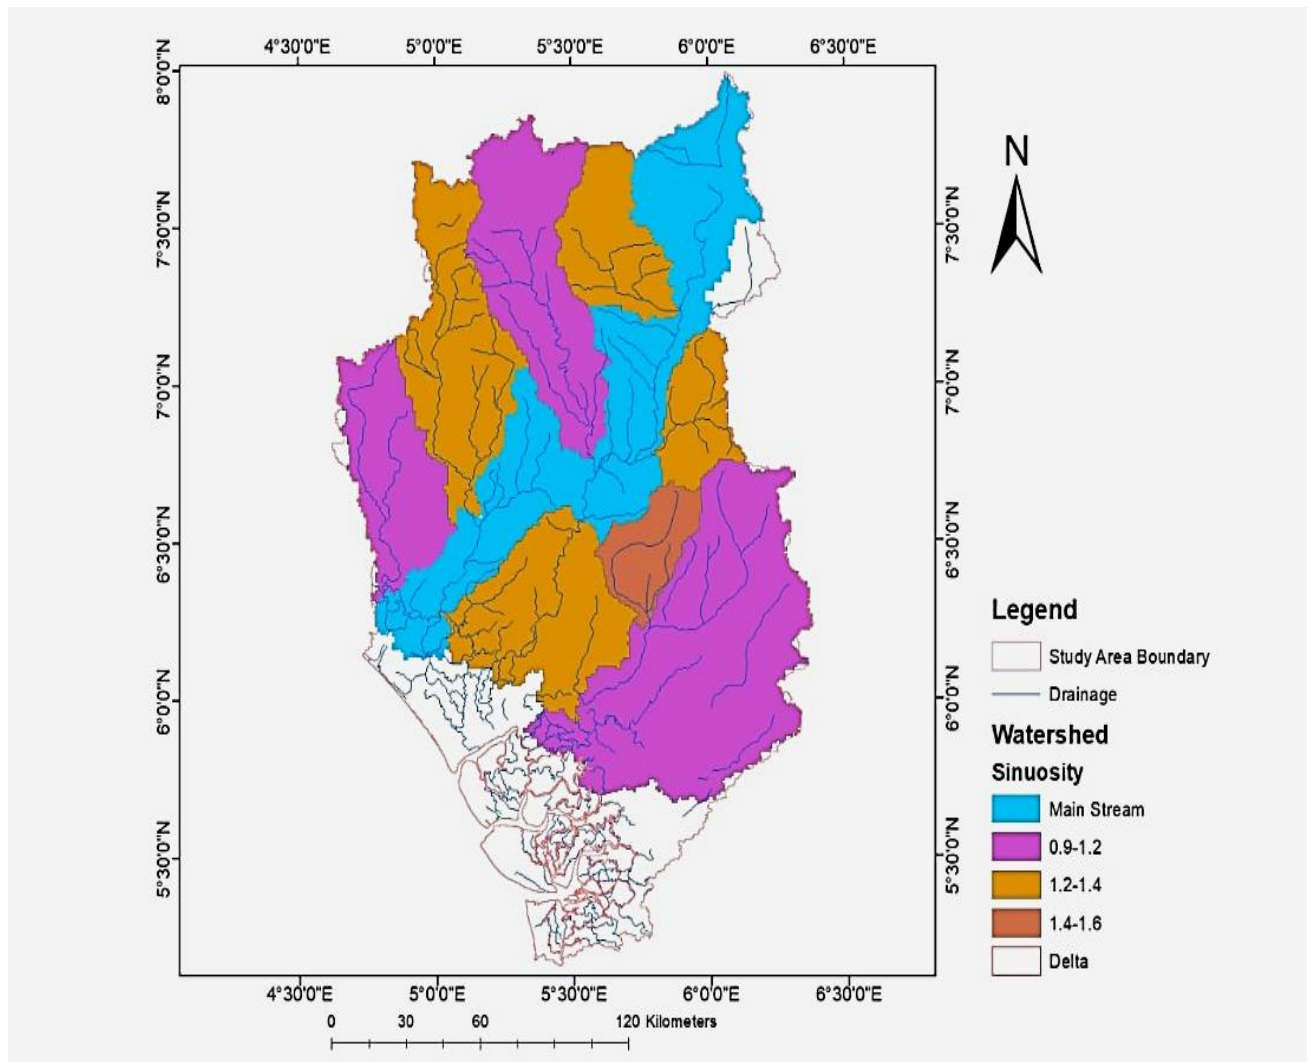 4°30'0"E 5°0'0"E 5°30'0"E 6°0'0"E 6°30'0"E
8°0'0"N
7°30'0"N 7°30'0"N
7°0'0"N 7°0'0"N
6°30'0"N 6°30'0"N
6°0'0"N 6°0'0"N
5°30'0"N 5°30'0"N
4°30'0"E 5°0'0"E 5°30'0"E 6°0'0"E 6°30'0"E
0 30 60 120 Kilometers
N
Legend
Study Area Boundary
Drainage
Watershed
Sinuosity
Main Stream
0.9-1.2
1.2-1.4
1.4-1.6
Delta